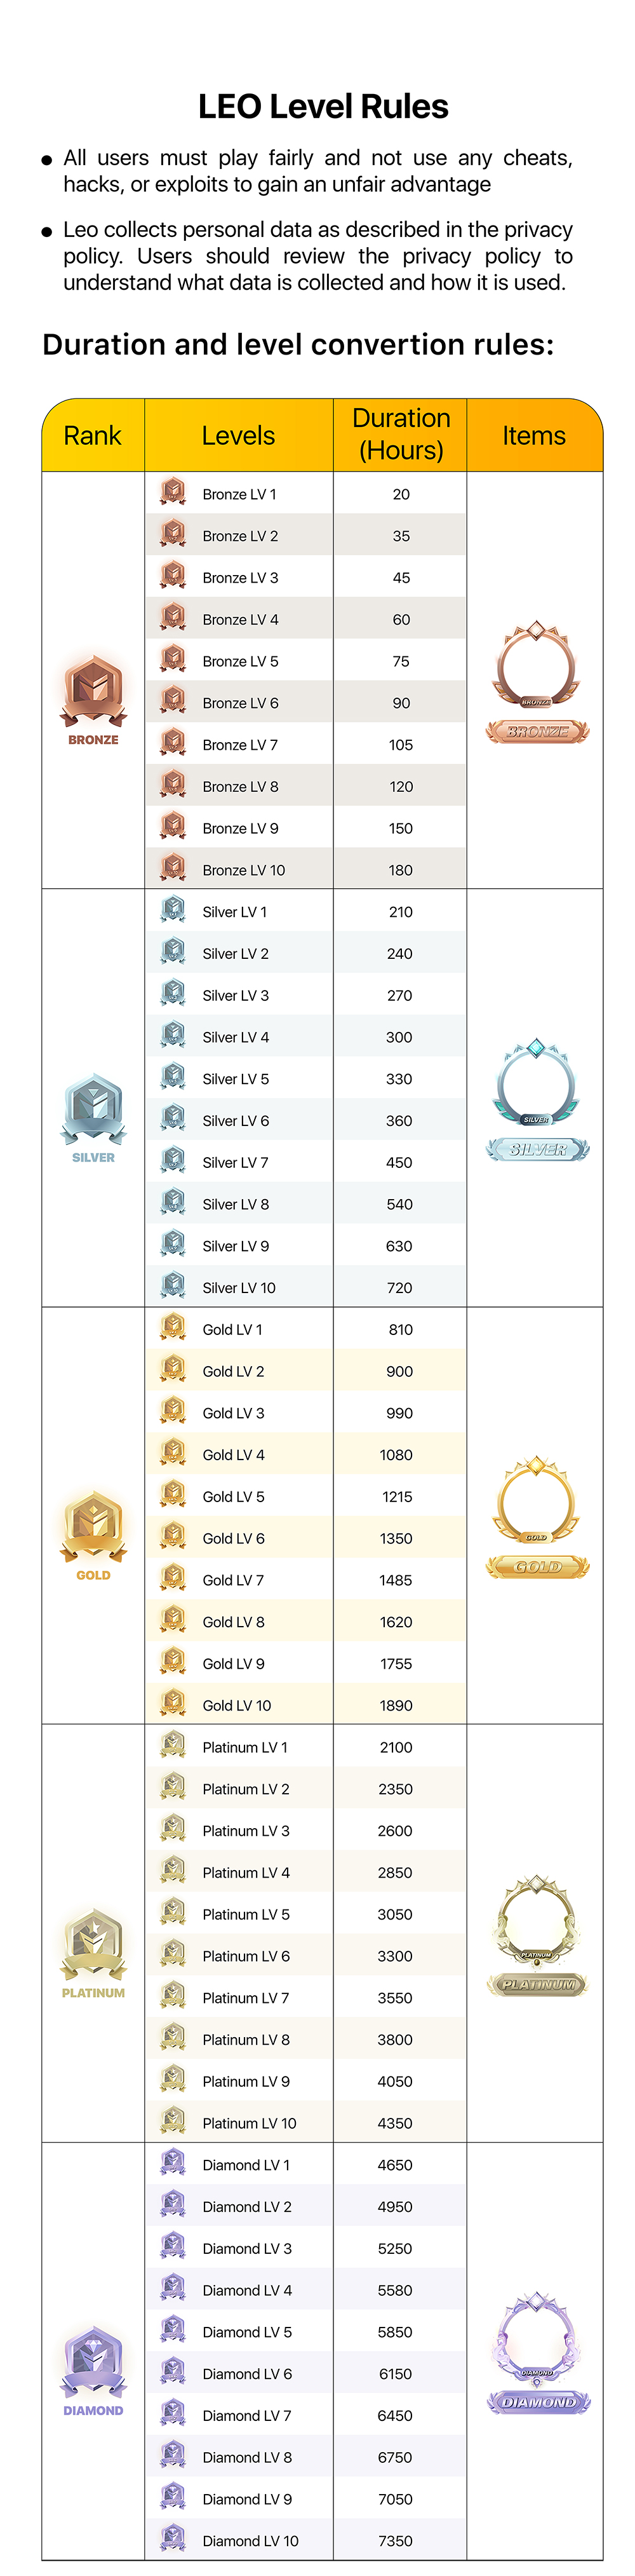 LEO Level Rules
● All users must play fairly and not use any cheats,
hacks, or exploits to gain an unfair advantage
● Leo collects personal data as described in the privacy
policy. Users should review the privacy policy to
understand what data is collected and how it is used.
Duration and level convertion rules:
Rank Levels Duration (Hours) Items
Bronze LV 1 20
Bronze LV 2 35
Bronze LV 3 45
Bronze LV 4 60
Bronze LV 5 75
Bronze LV 6 90
BRONZE
BRONZE
BRONZE
Bronze LV 7 105
Bronze LV 8 120
Bronze LV 9 150
Bronze LV 10 180
Silver LV 1 210
Silver LV 2 240
Silver LV 3 270
Silver LV 4 300
Silver LV 5 330
Silver LV 6 360
SILVER
SILVER
SILVER
Silver LV 7 450
Silver LV 8 540
Silver LV 9 630
Silver LV 10 720
Gold LV 1 810
Gold LV 2 900
Gold LV 3 990
Gold LV 4 1080
Gold LV 5 1215
Gold LV 6 1350
GOLD
GOLD
GOLD
Gold LV 7 1485
Gold LV 8 1620
Gold LV 9 1755
Gold LV 10 1890
Platinum LV 1 2100
Platinum LV 2 2350
Platinum LV 3 2600
Platinum LV 4 2850
Platinum LV 5 3050
Platinum LV 6 3300
PLATINUM
PLATINUM
PLATINUM
Platinum LV 7 3550
Platinum LV 8 3800
Platinum LV 9 4050
Platinum LV 10 4350
Diamond LV 1 4650
Diamond LV 2 4950
Diamond LV 3 5250
Diamond LV 4 5580
Diamond LV 5 5850
Diamond LV 6 6150
DIAMOND
DIAMOND
DIAMOND
Diamond LV 7 6450
Diamond LV 8 6750
Diamond LV 9 7050
Diamond LV 10 7350